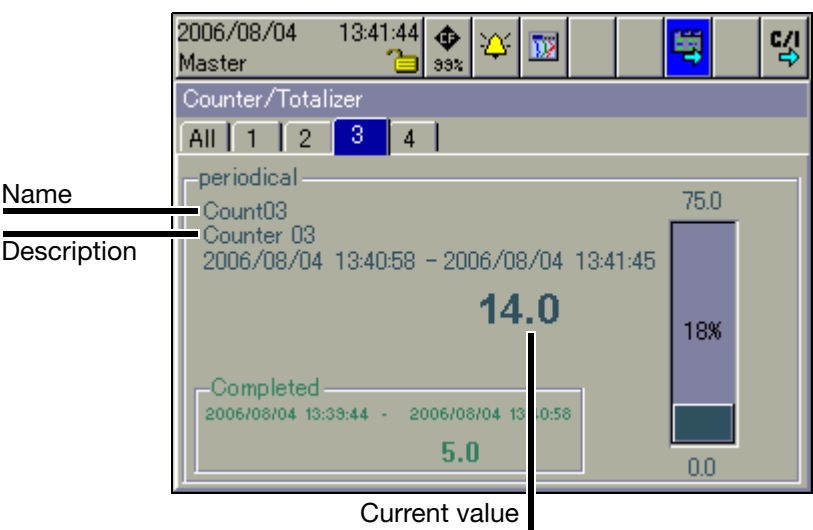 2006/08/04 13:41:44
Master
CF
99%
C/I
Counter/Totalizer
All 1 2 3 4
periodical
Name
Count03
75.0
Description
Counter 03
2006/08/04 13:40:58 - 2006/08/04 13:41:45
14.0
18%
Completed
2006/08/04 13:39:44 - 2006/08/04 13:40:58
5.0
0.0
Current value